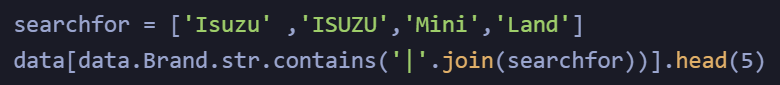 searchfor = ['Isuzu' ,'ISUZU','Mini','Land']
data[data.Brand.str.contains('|'.join(searchfor))].head(5)